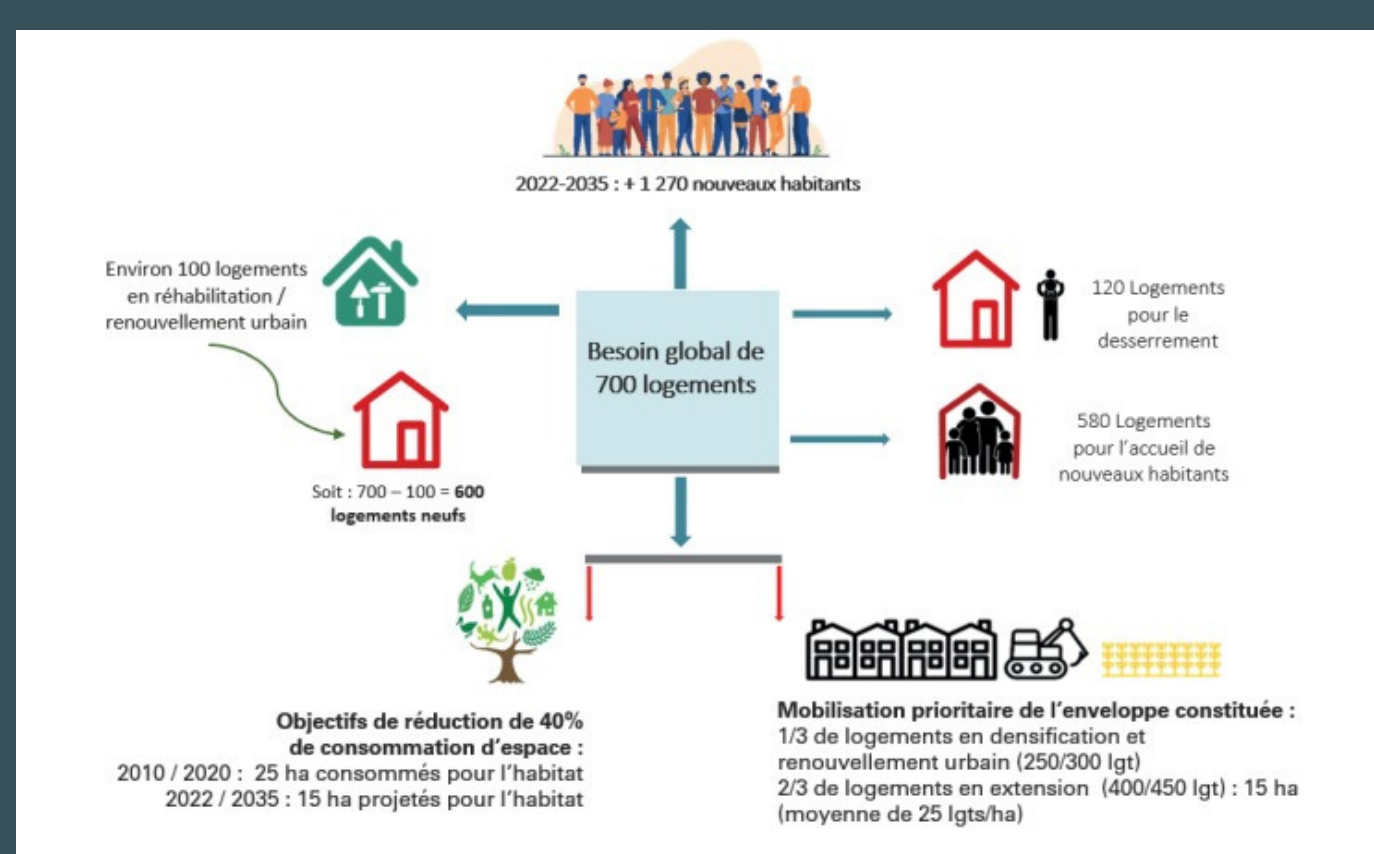 2022-2035 : + 1 270 nouveaux habitants
Environ 100 logements
en réhabilitation /
renouvellement urbain
Soit : 700 – 100 = 600
logements neufs
Besoin global de
700 logements
120 Logements
pour le
desserrement
580 Logements
pour l'accueil de
nouveaux habitants
Objectifs de réduction de 40%
de consommation d'espace :
2010 / 2020 : 25 ha consommés pour l'habitat
2022 / 2035 : 15 ha projetés pour l'habitat
Mobilisation prioritaire de l'enveloppe constituée :
1/3 de logements en densification et
renouvellement urbain (250/300 lgt)
2/3 de logements en extension (400/450 lgt) : 15 ha
(moyenne de 25 lgts/ha)